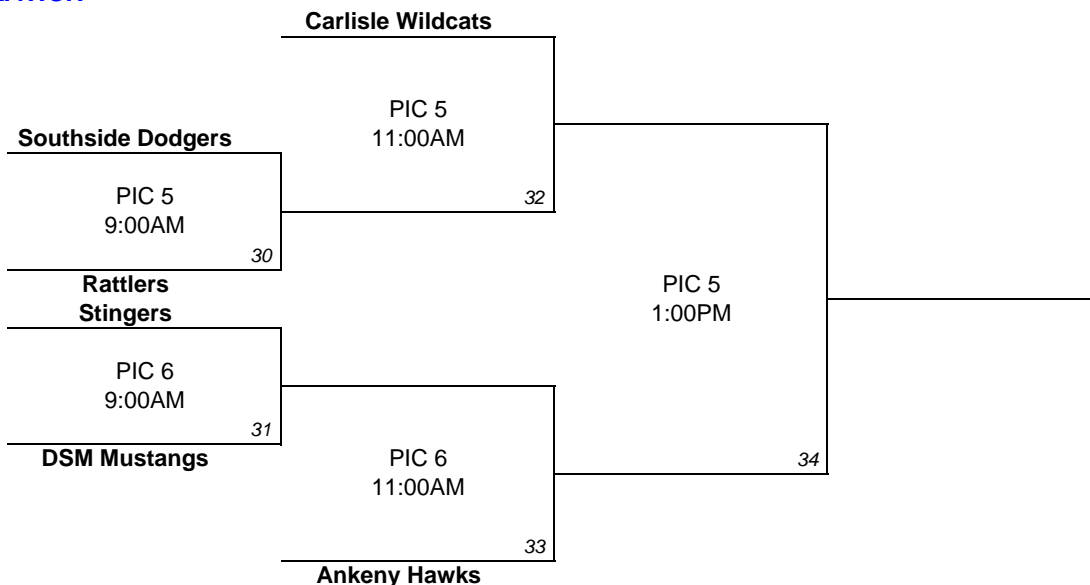 Carlisle Wildcats
PIC 5
11:00AM
32
Southside Dodgers
PIC 5
9:00AM
30
Rattlers
Stingers
PIC 6
9:00AM
31
DSM Mustangs
PIC 6
11:00AM
33
Ankeny Hawks
PIC 5
1:00PM
34